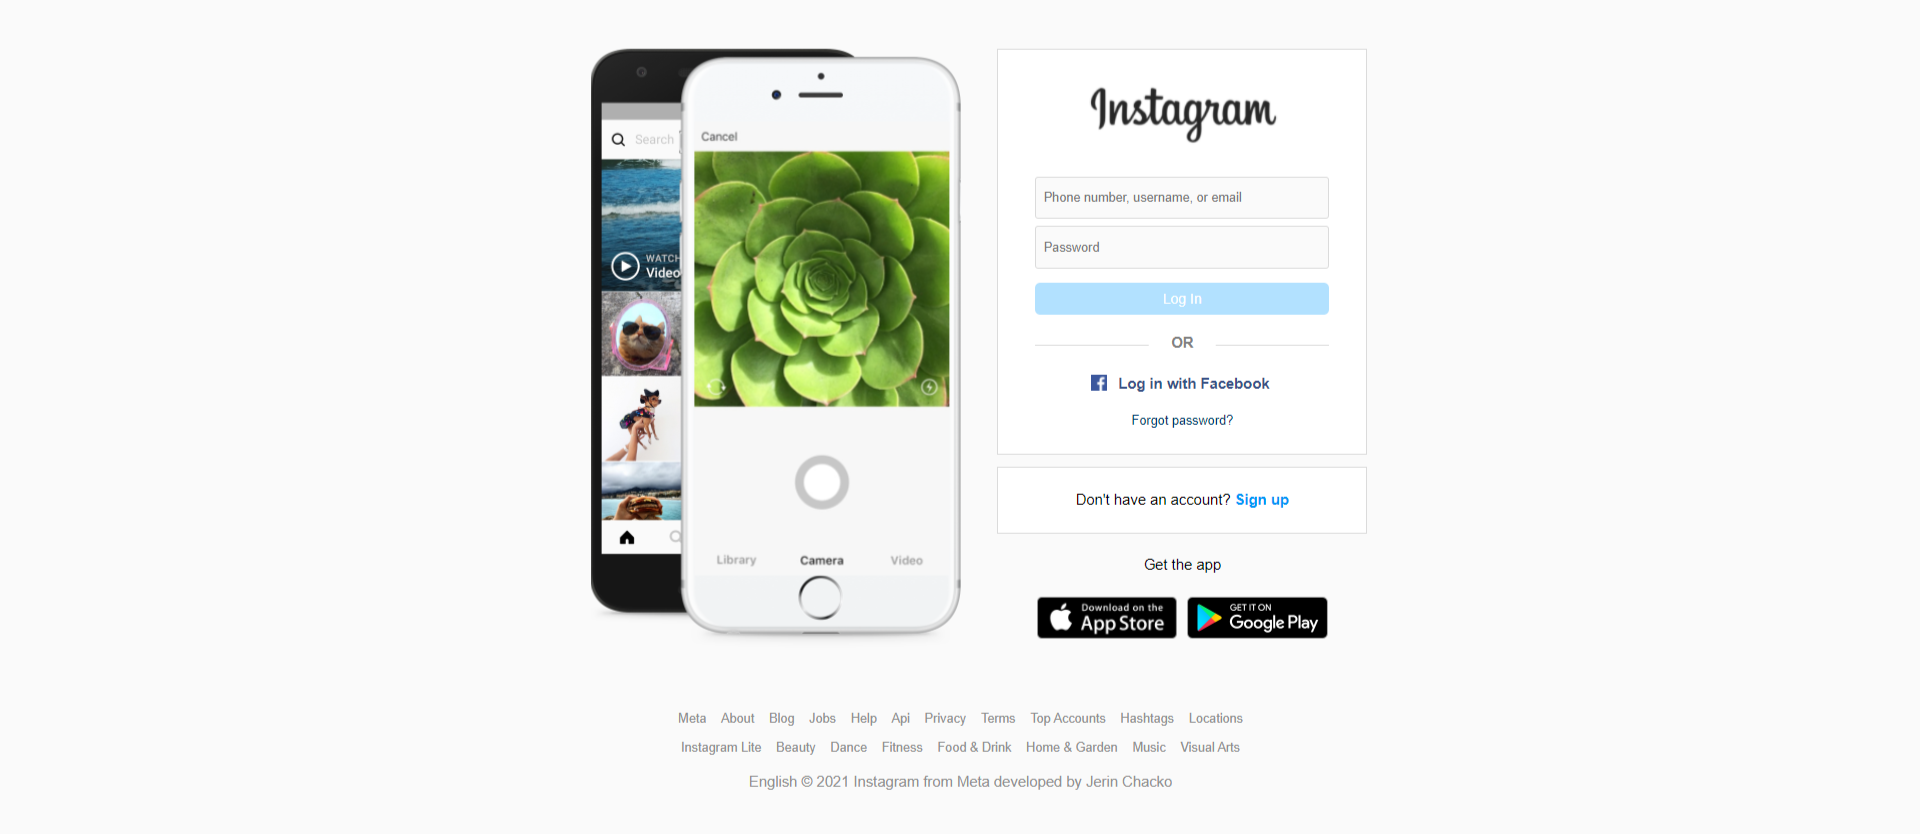 Search
WATCH
Video
Cancel
Library Camera Video
Instagram
Phone number, username, or email
Password
Log In
OR
Log in with Facebook
Forgot password?
Don't have an account? Sign up
Get the app
Download on the
App Store
GET IT ON
Google Play
Meta About Blog Jobs Help Api Privacy Terms Top Accounts Hashtags Locations
Instagram Lite Beauty Dance Fitness Food & Drink Home & Garden Music Visual Arts
English © 2021 Instagram from Meta developed by Jerin Chacko